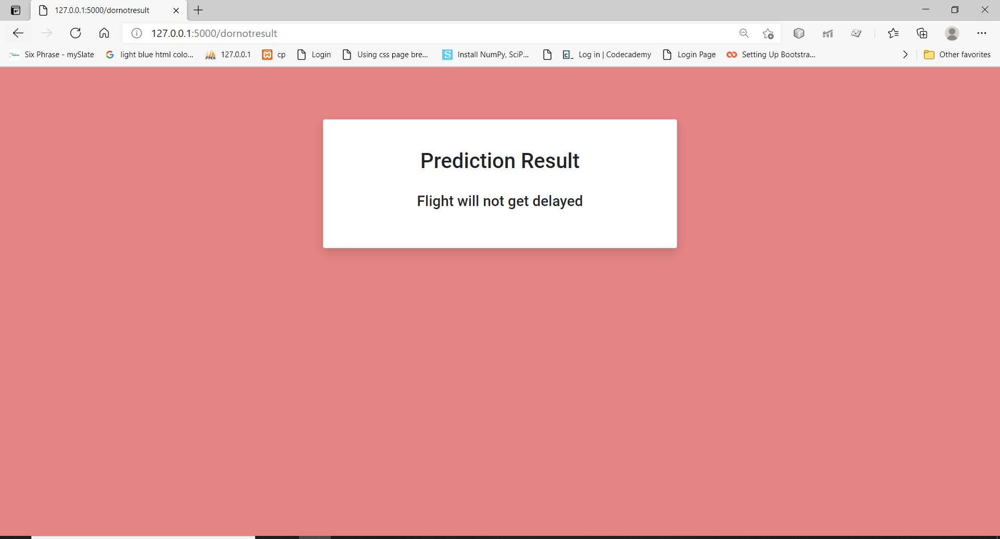 127.0.0.1:5000/dornotresult
127.0.0.1:5000/dornotresult
Six Phrase - mySlate light blue html colo... PMA 127.0.0.1 cp Login Using css page bre... S Install NumPy, SciP... c_ Log in | Codecademy Login Page Setting Up Bootstra... Other favorites
Prediction Result
Flight will not get delayed